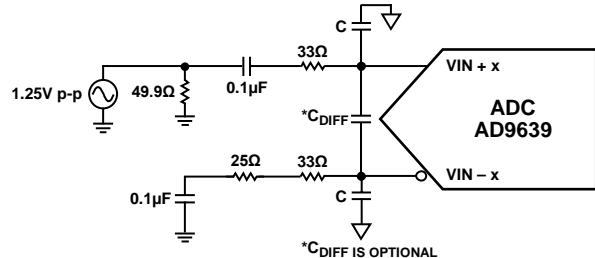 C
33Ω
VIN + x
0.1µF
1.25V p-p
49.9Ω
*CDIFF
ADC
AD9639
25Ω
33Ω
VIN – x
0.1µF
C
*CDIFF IS OPTIONAL